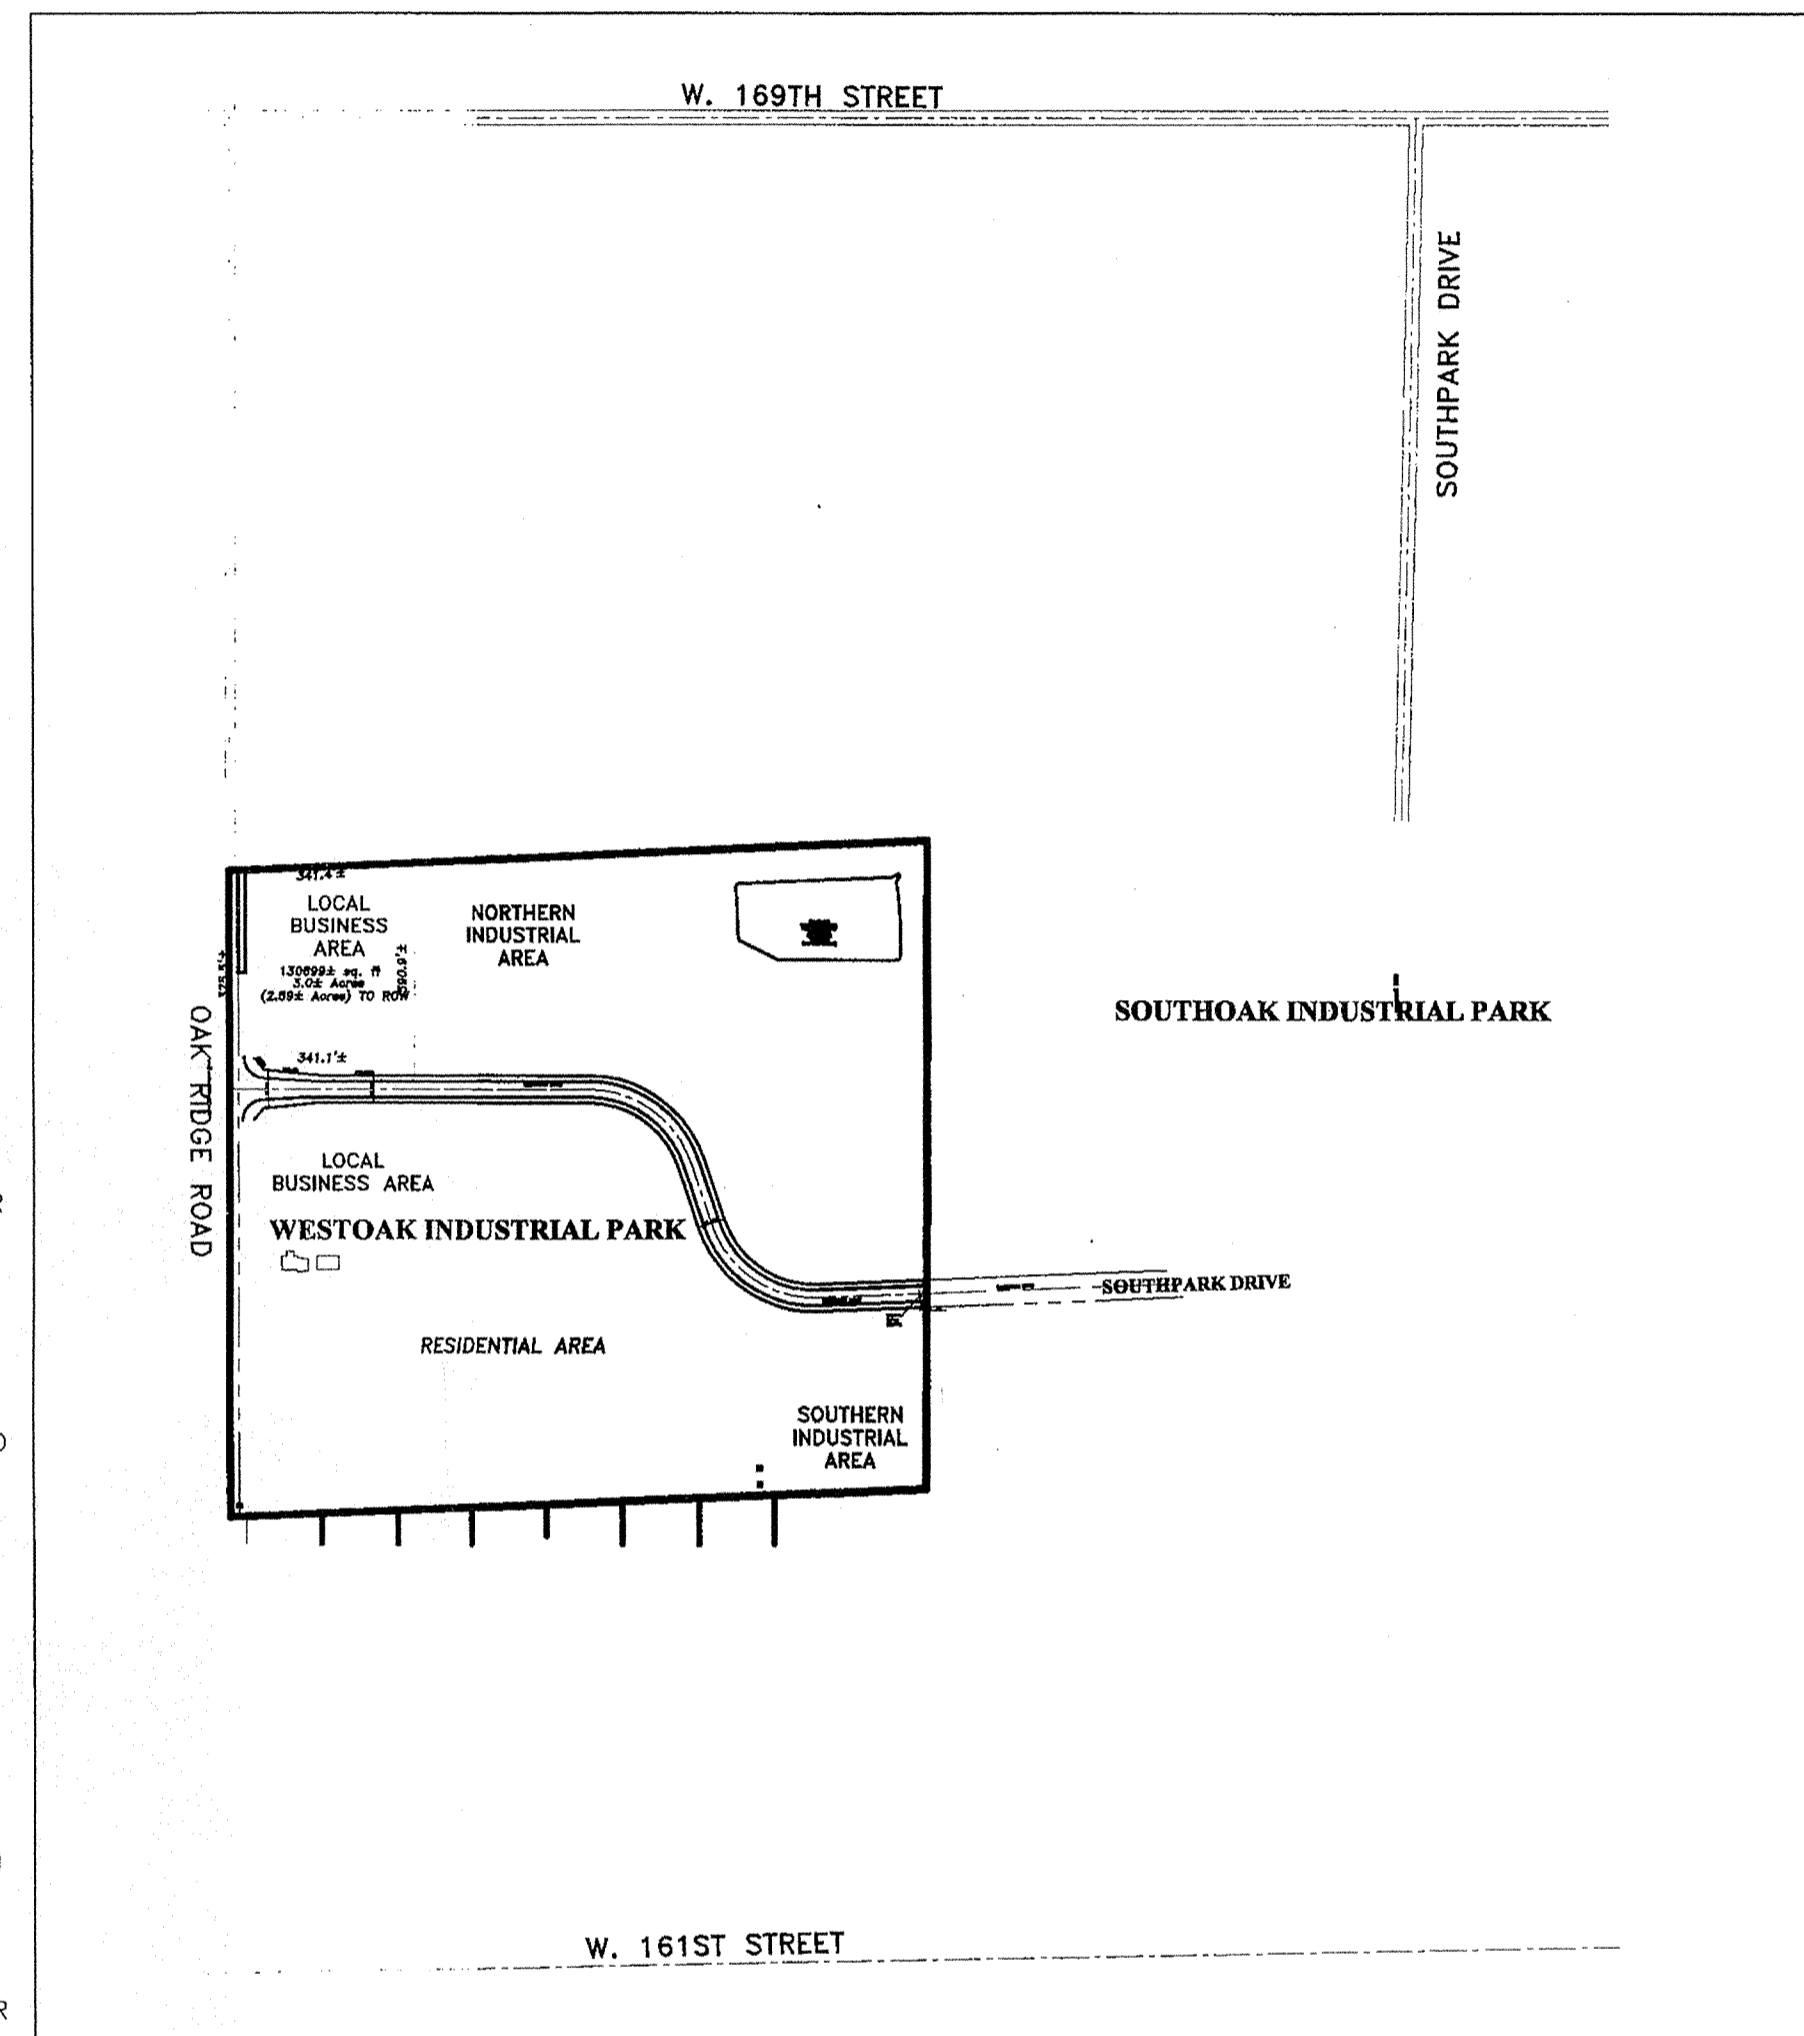 W. 169TH STREET
SOUTHPARK DRIVE
341.4'±
LOCAL
BUSINESS
AREA
130699± sq. ft
3.0± Acres
(2.59± Acres) TO ROW
NORTHERN
INDUSTRIAL
AREA
SOUTHOAK INDUSTRIAL PARK
OAK RIDGE ROAD
341.1'±
LOCAL
BUSINESS AREA
WESTOAK INDUSTRIAL PARK
SOUTHPARK DRIVE
RESIDENTIAL AREA
SOUTHERN
INDUSTRIAL
AREA
W. 161ST STREET